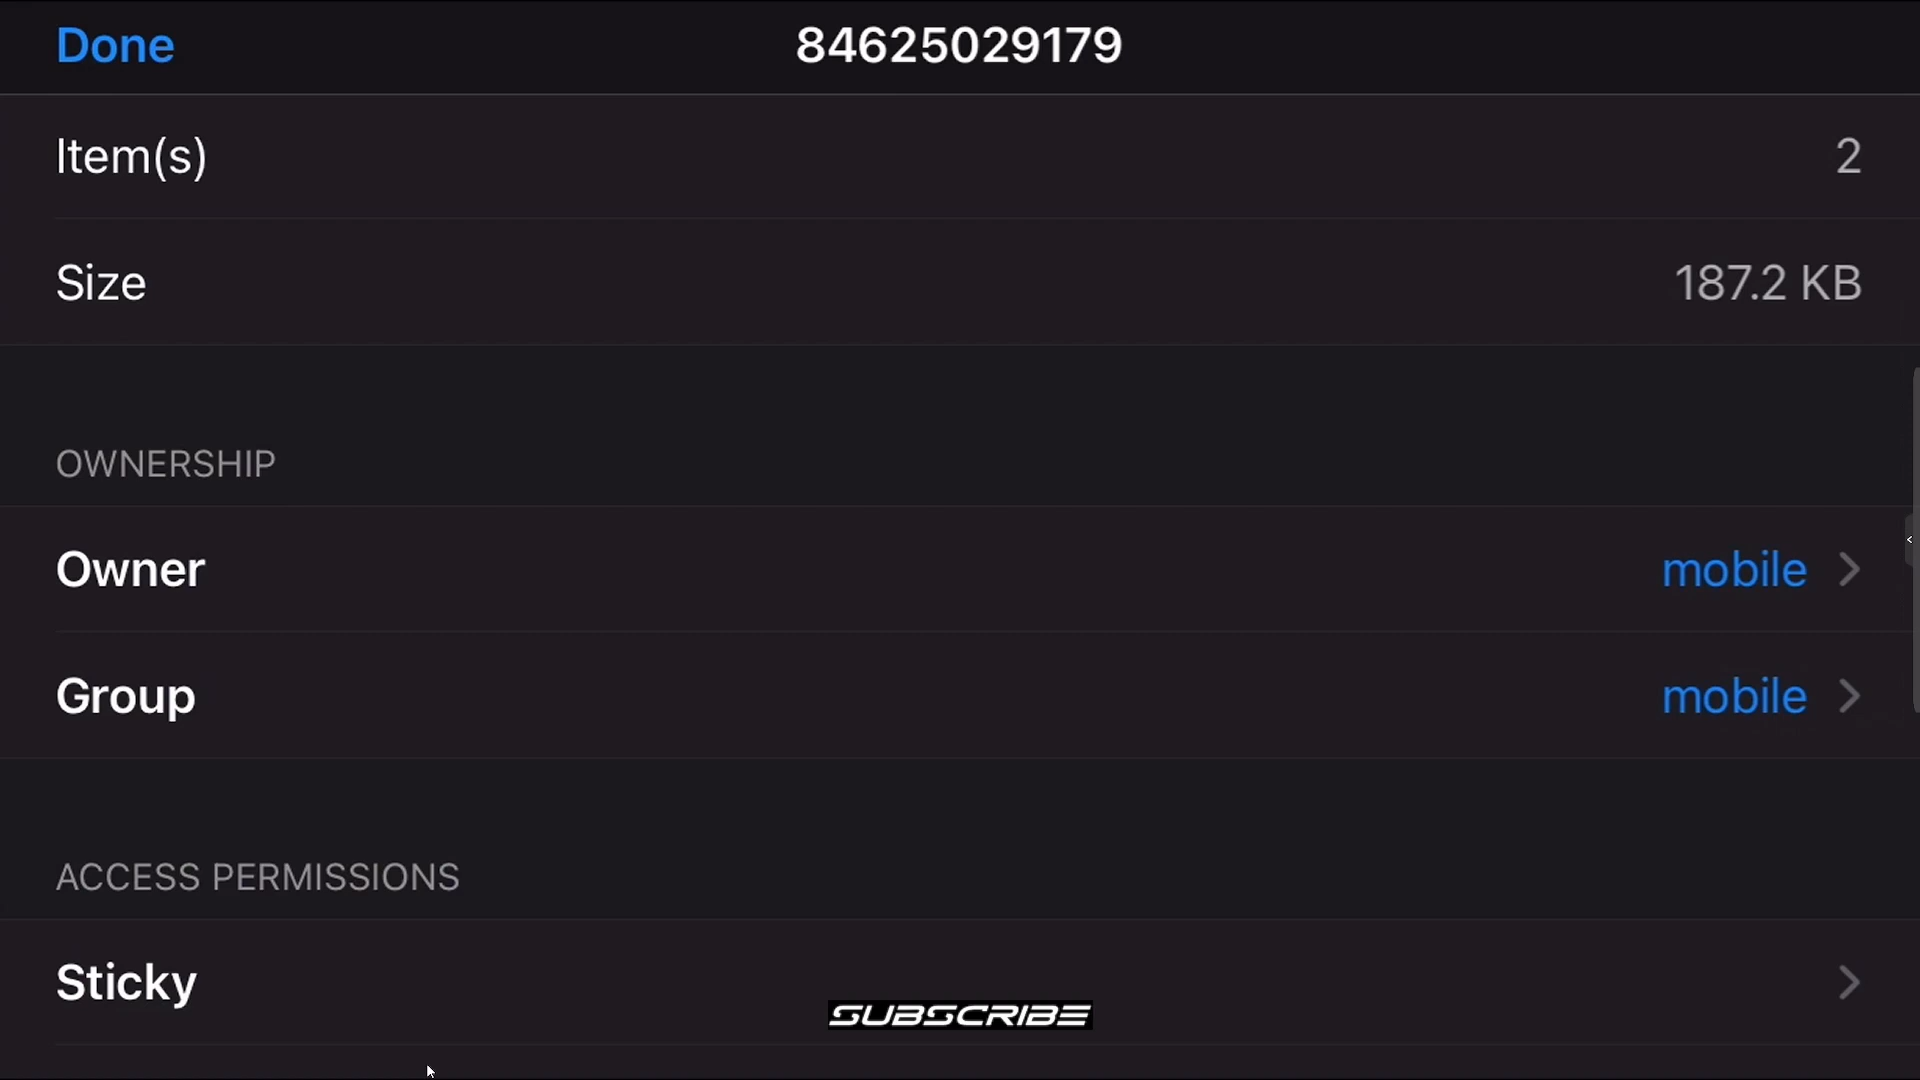 Done
84625029179
Item(s)
2
Size
187.2 KB
OWNERSHIP
Owner
mobile
Group
mobile
ACCESS PERMISSIONS
Sticky
SUBSCRIBE